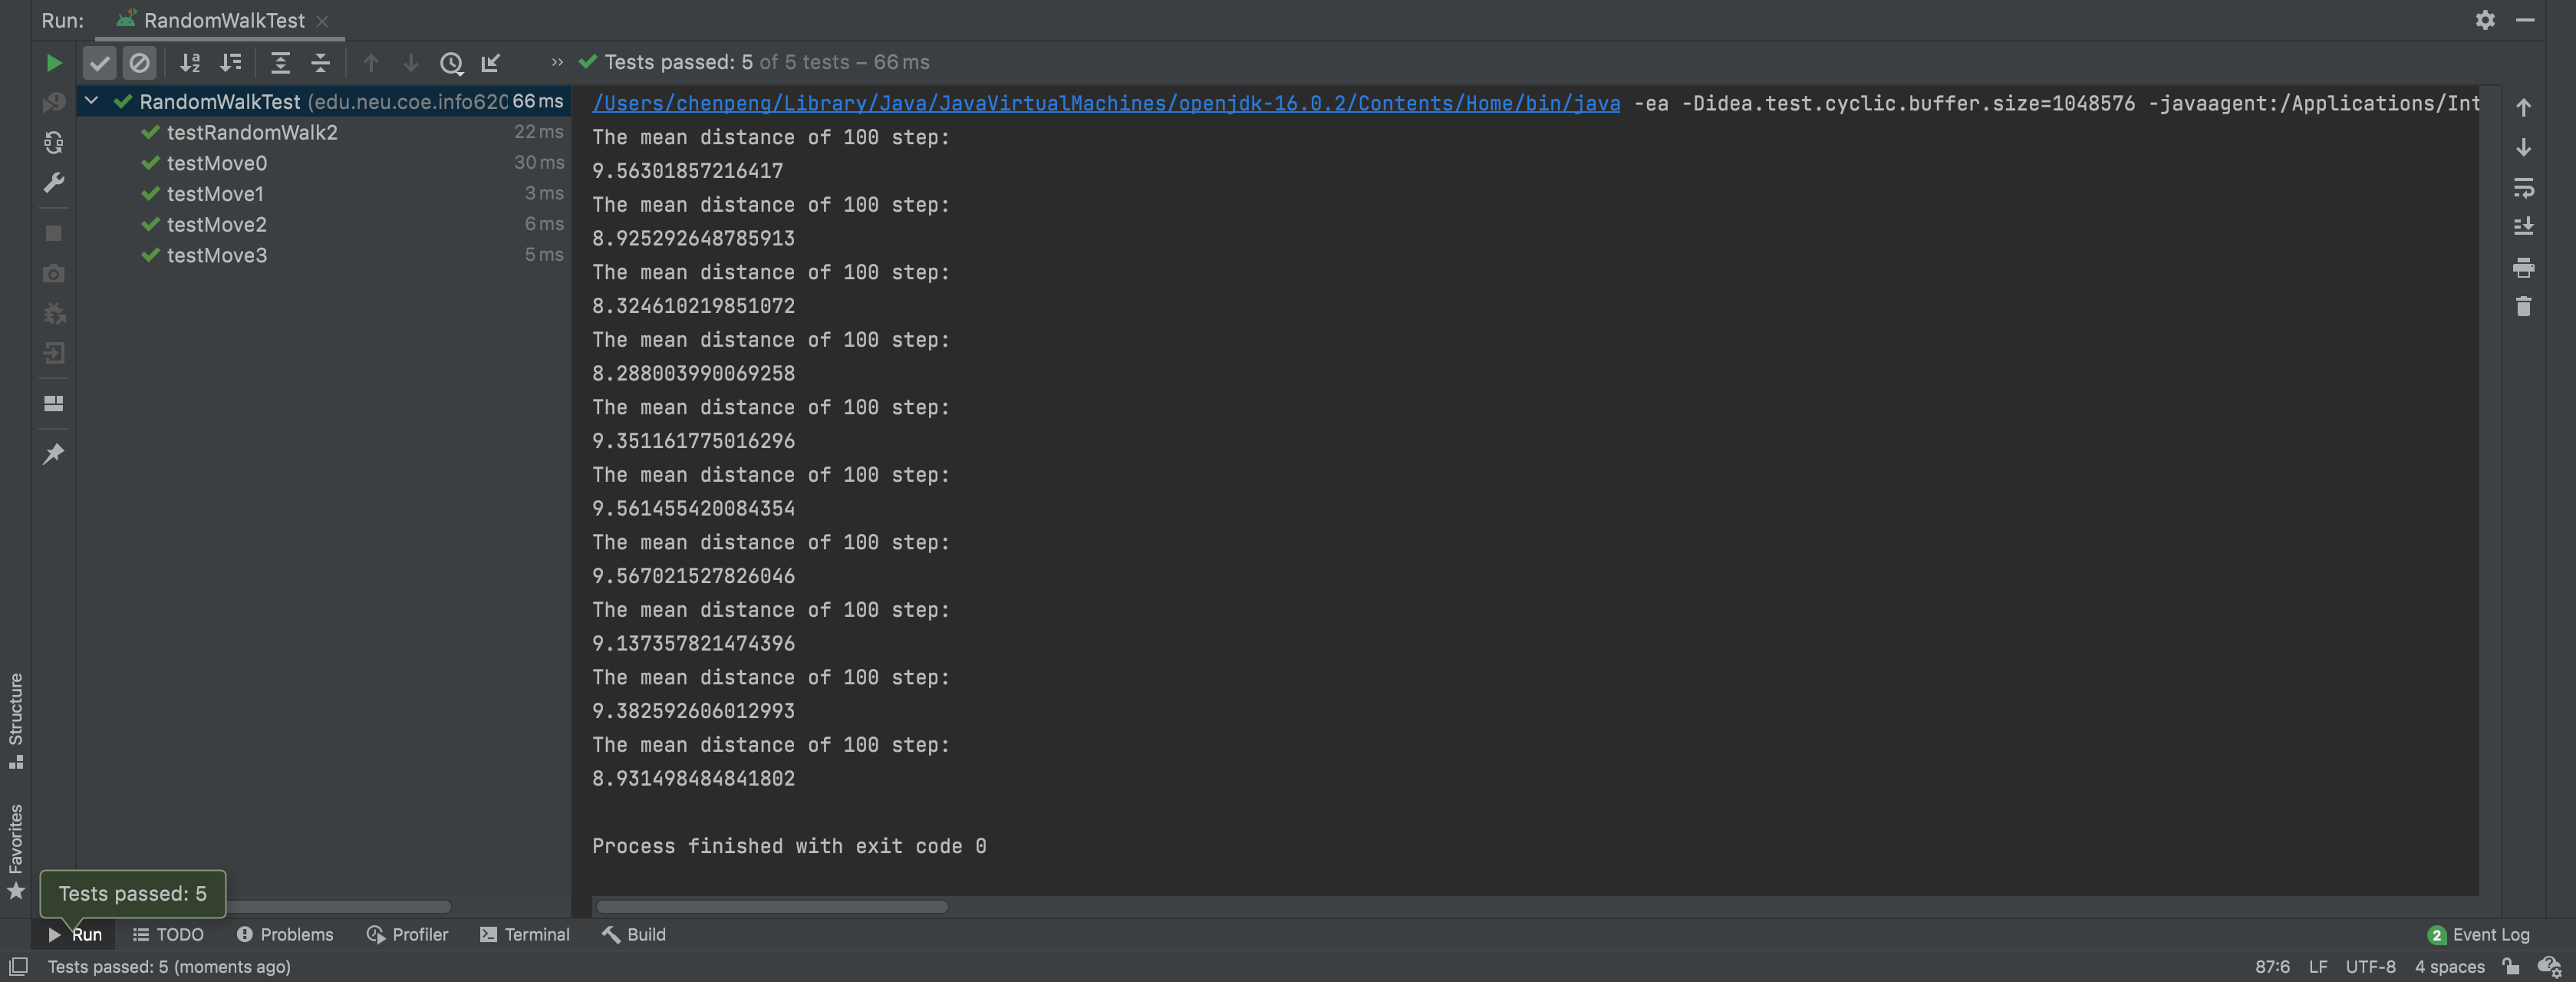 Run: RandomWalkTest
Tests passed: 5 of 5 tests – 66 ms
RandomWalkTest (edu.neu.coe.info620 66 ms
testRandomWalk2 22 ms
testMove0 30 ms
testMove1 3 ms
testMove2 6 ms
testMove3 5 ms
/Users/chenpeng/Library/Java/JavaVirtualMachines/openjdk-16.0.2/Contents/Home/bin/java -ea -Didea.test.cyclic.buffer.size=1048576 -javaagent:/Applications/Int
The mean distance of 100 step:
9.56301857216417
The mean distance of 100 step:
8.925292648785913
The mean distance of 100 step:
8.324610219851072
The mean distance of 100 step:
8.288003990069258
The mean distance of 100 step:
9.351161775016296
The mean distance of 100 step:
9.561455420084354
The mean distance of 100 step:
9.567021527826046
The mean distance of 100 step:
9.137357821474396
The mean distance of 100 step:
9.382592606012993
The mean distance of 100 step:
8.931498484841802
Process finished with exit code 0
Structure
Favorites
Tests passed: 5
Run TODO Problems Profiler Terminal Build 2 Event Log
Tests passed: 5 (moments ago) 87:6 LF UTF-8 4 spaces